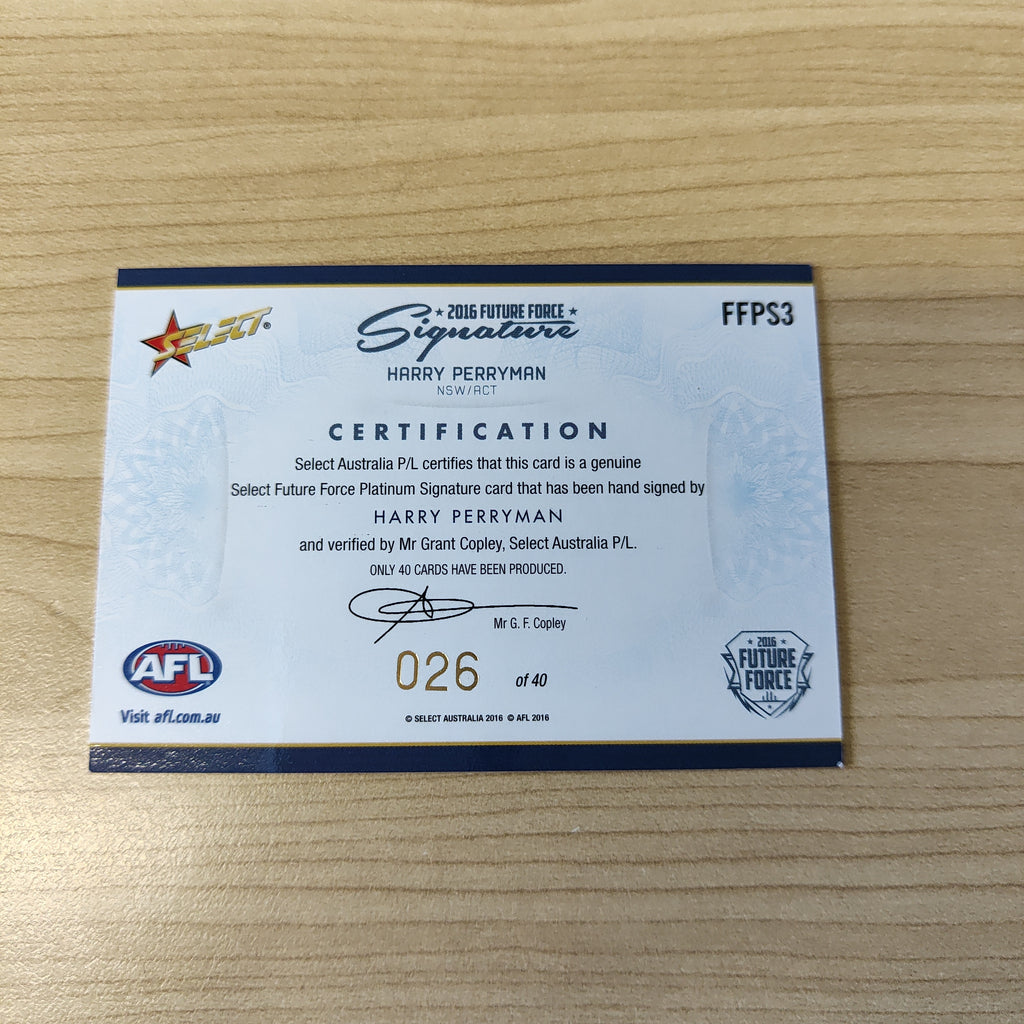 SELECT®
★ 2016 FUTURE FORCE ★
Signature
FFPS3
HARRY PERRYMAN
NSW/ACT
CERTIFICATION
Select Australia P/L certifies that this card is a genuine
Select Future Force Platinum Signature card that has been hand signed by
HARRY PERRYMAN
and verified by Mr Grant Copley, Select Australia P/L.
ONLY 40 CARDS HAVE BEEN PRODUCED.
Mr G. F. Copley
026 of 40
© SELECT AUSTRALIA 2016 © AFL 2016
AFL
Visit afl.com.au
★ 2016 ★
FUTURE
FORCE